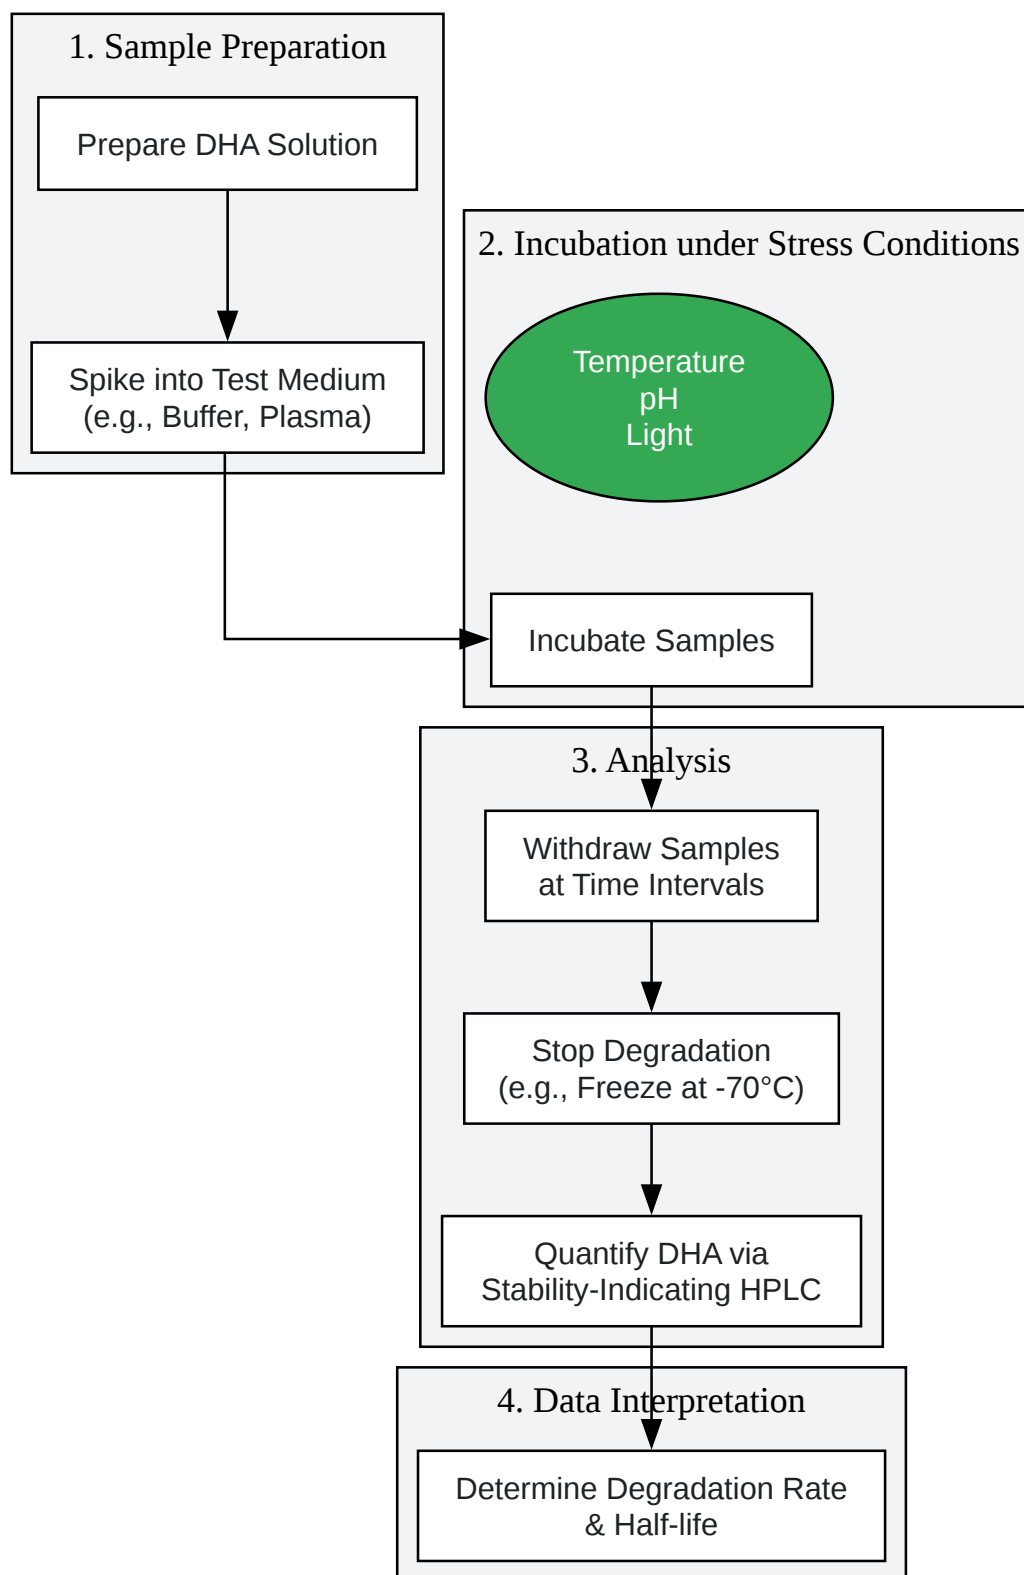 1. Sample Preparation
Prepare DHA Solution
Spike into Test Medium
(e.g., Buffer, Plasma)
2. Incubation under Stress Conditions
Temperature
pH
Light
Incubate Samples
3. Analysis
Withdraw Samples
at Time Intervals
Stop Degradation
(e.g., Freeze at -70°C)
Quantify DHA via
Stability-Indicating HPLC
4. Data Interpretation
Determine Degradation Rate
& Half-life